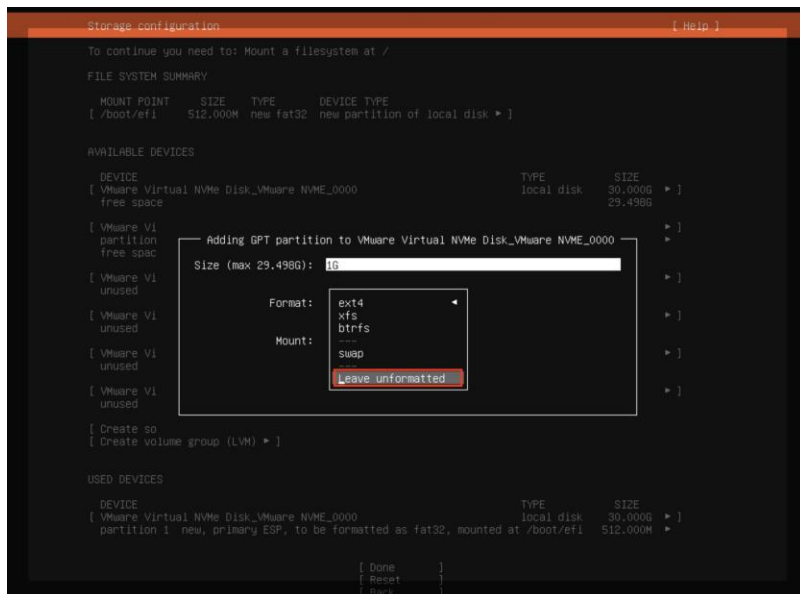 Storage configuration [ Help ]
To continue you need to: Mount a filesystem at /
FILE SYSTEM SUMMARY
MOUNT POINT SIZE TYPE DEVICE TYPE
[ /boot/efi 512.000M new fat32 new partition of local disk ▸ ]
AVAILABLE DEVICES
DEVICE TYPE SIZE
[ VMware Virtual NVMe Disk_VMware NVME_0000 local disk 30.000G ▸ ]
free space 29.498G
[ VMware Vi ▸ ]
partition ▸
free spac
Adding GPT partition to VMware Virtual NVMe Disk_VMware NVME_0000
Size (max 29.498G): 1G
[ VMware Vi ▸ ]
unused
Format: ext4 ◂
xfs
[ VMware Vi ▸ ]
unused
btrfs
---
Mount:
swap
[ VMware Vi ▸ ]
unused
---
Leave unformatted
[ VMware Vi ▸ ]
unused
[ Create so
[ Create volume group (LVM) ▸ ]
USED DEVICES
DEVICE TYPE SIZE
[ VMware Virtual NVMe Disk_VMware NVME_0000 local disk 30.000G ▸ ]
partition 1 new, primary ESP, to be formatted as fat32, mounted at /boot/efi 512.000M ▸
[ Done ]
[ Reset ]
[ Back ]